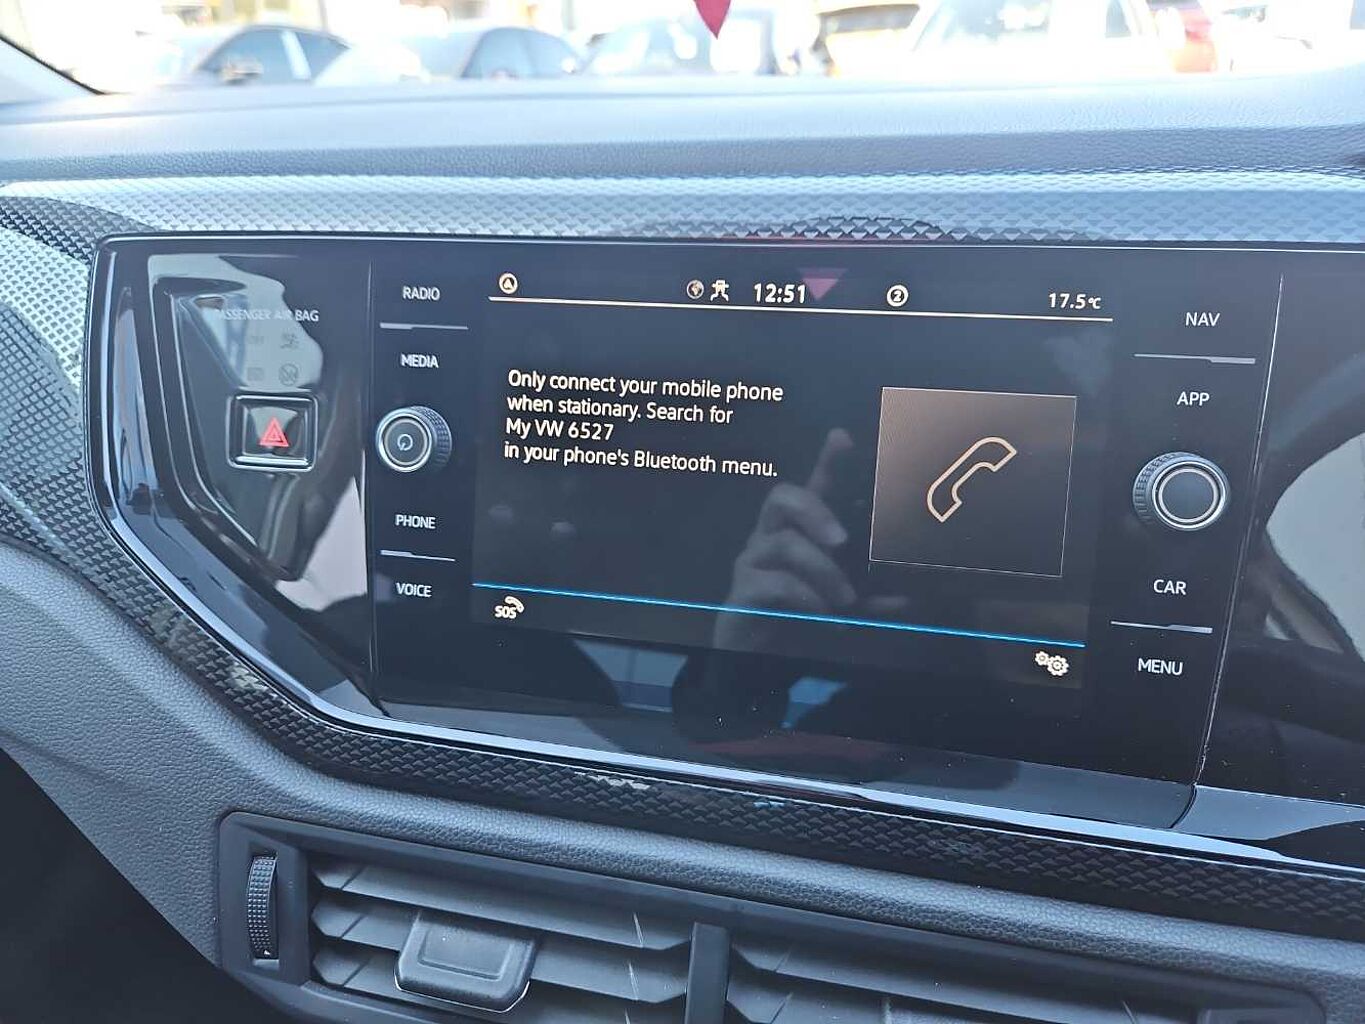 PASSENGER AIR BAG
RADIO
MEDIA
PHONE
VOICE
12:51
2
17.5°C
Only connect your mobile phone
when stationary. Search for
My VW 6527
in your phone's Bluetooth menu.
SOS
NAV
APP
CAR
MENU